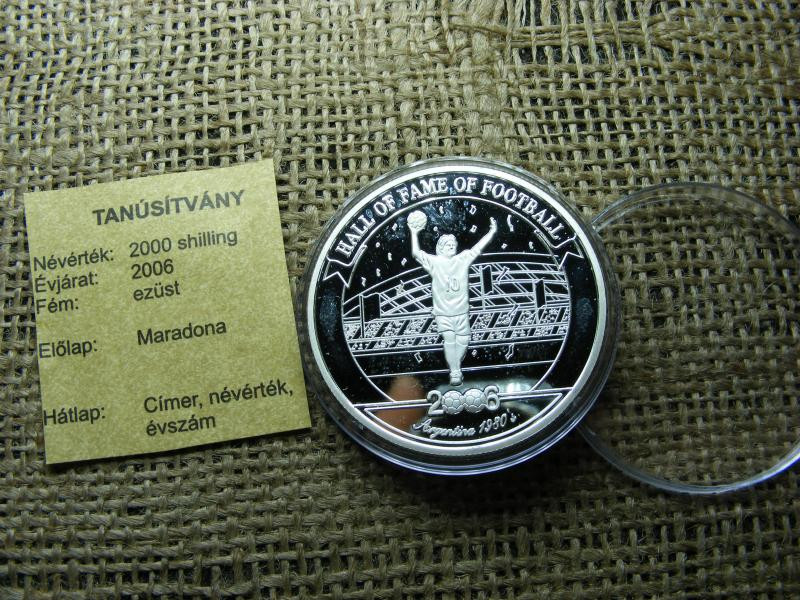 TANÚSÍTVÁNY
Névérték: 2000 shilling
Évjárat: 2006
Fém: ezüst
Előlap: Maradona
Hátlap: Címer, névérték,
évszám
HALL OF FAME OF FOOTBALL
10
2006
Argentina 1980's